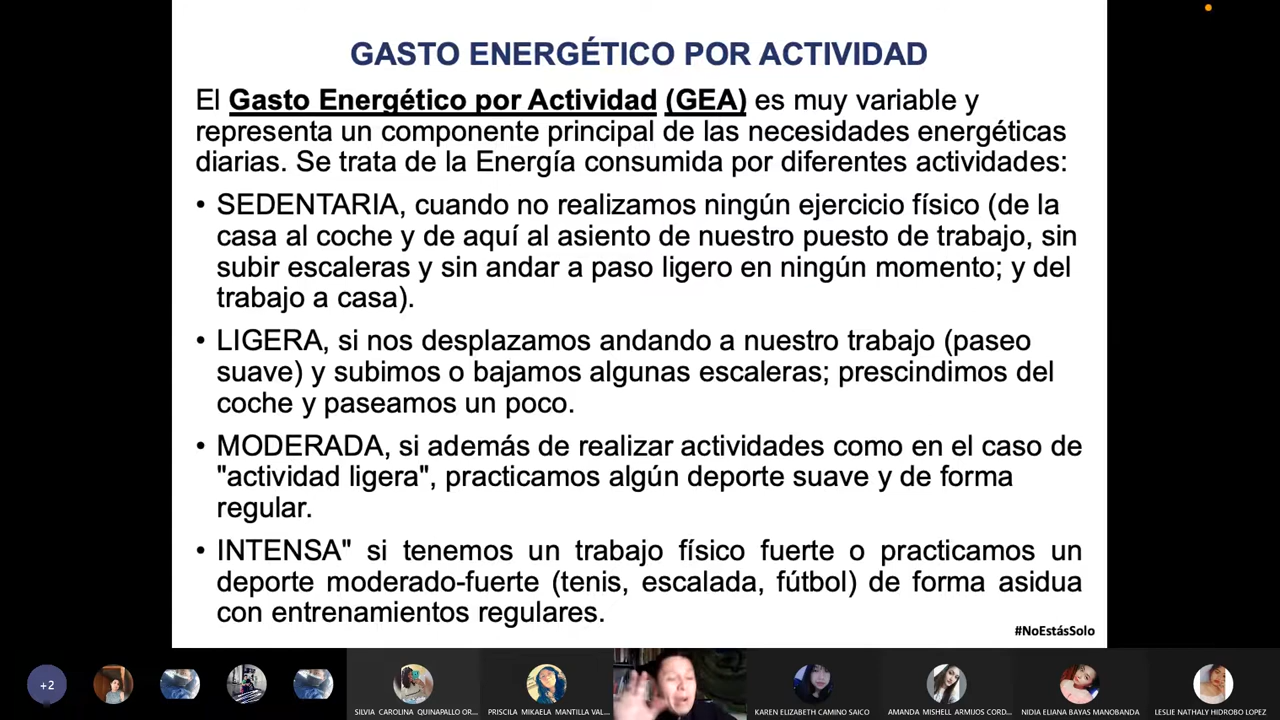 GASTO ENERGÉTICO POR ACTIVIDAD
El Gasto Energético por Actividad (GEA) es muy variable y
representa un componente principal de las necesidades energéticas
diarias. Se trata de la Energía consumida por diferentes actividades:
• SEDENTARIA, cuando no realizamos ningún ejercicio físico (de la
casa al coche y de aquí al asiento de nuestro puesto de trabajo, sin
subir escaleras y sin andar a paso ligero en ningún momento; y del
trabajo a casa).
• LIGERA, si nos desplazamos andando a nuestro trabajo (paseo
suave) y subimos o bajamos algunas escaleras; prescindimos del
coche y paseamos un poco.
• MODERADA, si además de realizar actividades como en el caso de
"actividad ligera", practicamos algún deporte suave y de forma
regular.
• INTENSA" si tenemos un trabajo físico fuerte o practicamos un
deporte moderado-fuerte (tenis, escalada, fútbol) de forma asidua
con entrenamientos regulares.
#NoEstásSolo
+2
SILVIA CAROLINA QUINAPALLO OR...
PRISCILA MIKAELA MANTILLA VAL...
KAREN ELIZABETH CAMINO SAICO
AMANDA MISHELL ARMIJOS CORD...
NIDIA ELIANA BAYAS MANOBANDA
LESLIE NATHALY HIDROBO LOPEZ